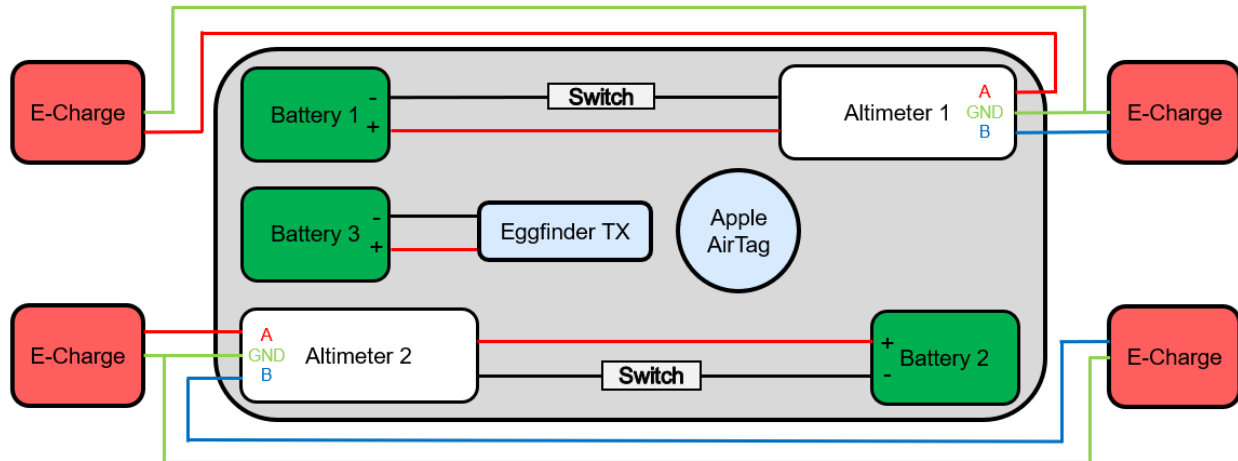 E-Charge
Battery 1
-
+
Switch
Altimeter 1
A
GND
B
E-Charge
Battery 3
-
+
Eggfinder TX
Apple
AirTag
E-Charge
A
GND
B
Altimeter 2
Switch
+
-
Battery 2
E-Charge